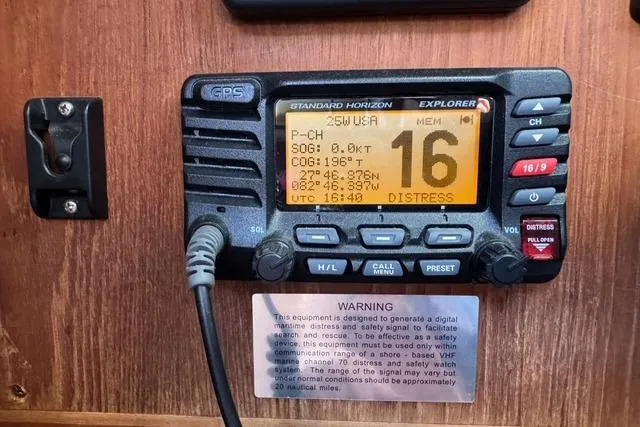 GPS
STANDARD HORIZON EXPLORER
25W USA MEM
P-CH
16
SOG: 0.0KT
COG:196°T
27°46.376N
082°46.397W
UTC 16:40 DISTRESS
CH
16 / 9
DISTRESS
PULL OPEN
SQL
VOL
H / L
CALL
MENU
PRESET
WARNING
This equipment is designed to generate a digital
maritime distress and safety signal to facilitate
search and rescue. To be effective as a safety
device, this equipment must be used only within
communication range of a shore - based VHF
marine channel 70 distress and safety watch
system. The range of the signal may vary but
under normal conditions should be approximately
20 nautical miles.